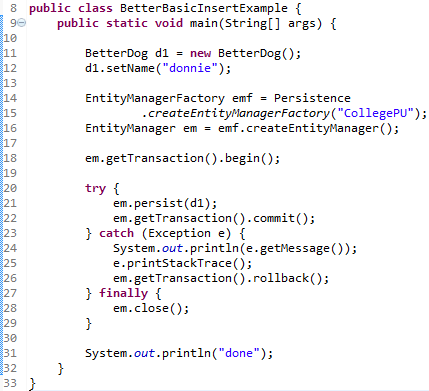 8 public class BetterBasicInsertExample {
9 public static void main(String[] args) {
10
11 BetterDog d1 = new BetterDog();
12 d1.setName("donnie");
13
14 EntityManagerFactory emf = Persistence
15 .createEntityManagerFactory("CollegePU");
16 EntityManager em = emf.createEntityManager();
17
18 em.getTransaction().begin();
19
20 try {
21 em.persist(d1);
22 em.getTransaction().commit();
23 } catch (Exception e) {
24 System.out.println(e.getMessage());
25 e.printStackTrace();
26 em.getTransaction().rollback();
27 } finally {
28 em.close();
29 }
30
31 System.out.println("done");
32 }
33 }